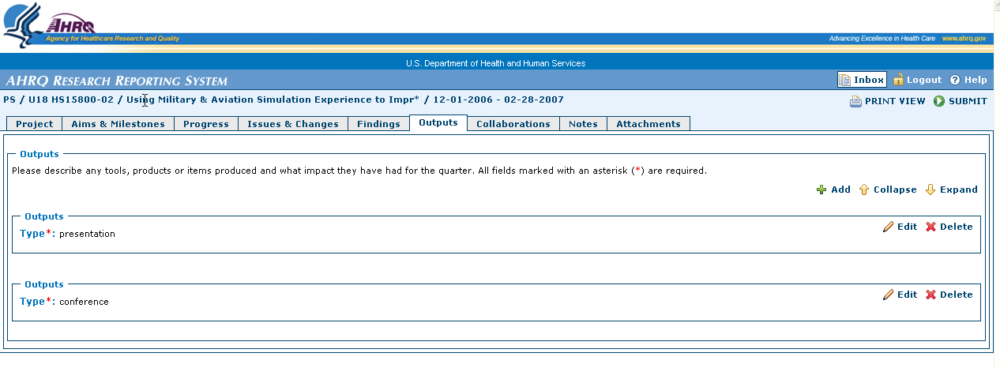 AHRQ
Agency for Healthcare Research and Quality
Advancing Excellence in Health Care www.ahrq.gov
U.S. Department of Health and Human Services
AHRQ RESEARCH REPORTING SYSTEM
Inbox Logout Help
PS / U18 HS15800-02 / Using Military & Aviation Simulation Experience to Impr* / 12-01-2006 - 02-28-2007
PRINT VIEW SUBMIT
Project Aims & Milestones Progress Issues & Changes Findings Outputs Collaborations Notes Attachments
Outputs
Please describe any tools, products or items produced and what impact they have had for the quarter. All fields marked with an asterisk (*) are required.
Add Collapse Expand
Outputs
Edit Delete
Type*: presentation
Outputs
Edit Delete
Type*: conference